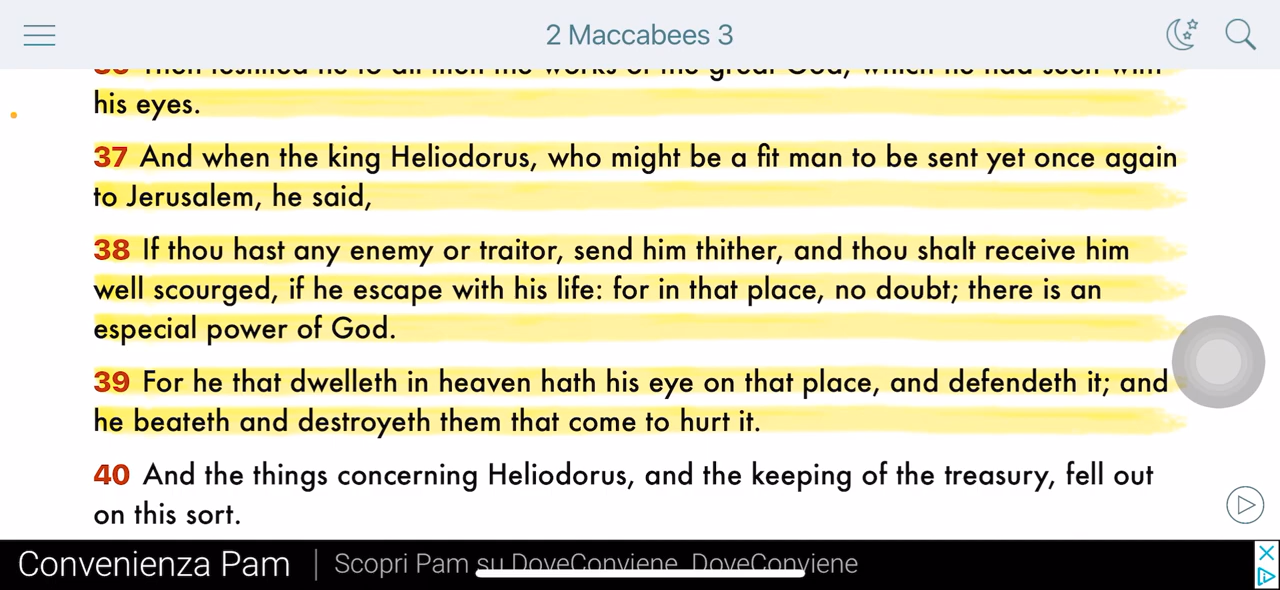 2 Maccabees 3
his eyes.
37 And when the king Heliodorus, who might be a fit man to be sent yet once again
to Jerusalem, he said,
38 If thou hast any enemy or traitor, send him thither, and thou shalt receive him
well scourged, if he escape with his life: for in that place, no doubt; there is an
especial power of God.
39 For he that dwelleth in heaven hath his eye on that place, and defendeth it; and
he beateth and destroyeth them that come to hurt it.
40 And the things concerning Heliodorus, and the keeping of the treasury, fell out
on this sort.
Convenienza Pam | Scopri Pam su DoveConviene DoveConviene